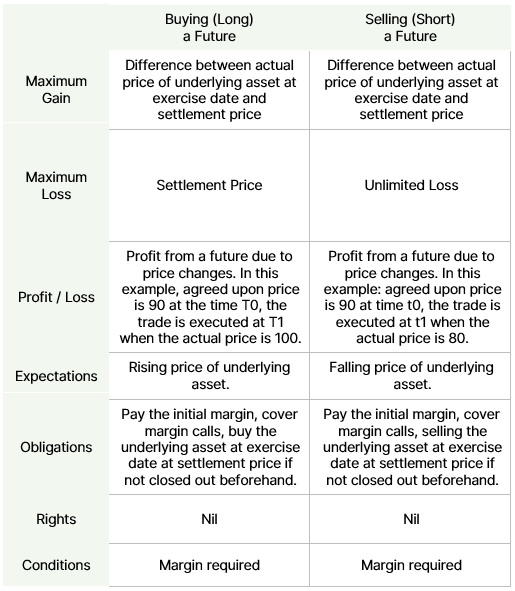 Buying (Long)
a Future
Selling (Short)
a Future
Maximum
Gain
Difference between actual
price of underlying asset at
exercise date and
settlement price
Difference between actual
price of underlying asset at
exercise date and
settlement price
Maximum
Loss
Settlement Price
Unlimited Loss
Profit / Loss
Profit from a future due to
price changes. In this
example, agreed upon price
is 90 at the time T0, the
trade is executed at T1
when the actual price is 100.
Profit from a future due to
price changes. In this
example: agreed upon price
is 90 at time t0, the trade is
executed at t1 when the
actual price is 80.
Expectations
Rising price of underlying
asset.
Falling price of underlying
asset.
Obligations
Pay the initial margin, cover
margin calls, buy the
underlying asset at exercise
date at settlement price if
not closed out beforehand.
Pay the initial margin, cover
margin calls, selling the
underlying asset at exercise
date at settlement price if
not closed out beforehand.
Rights
Nil
Nil
Conditions
Margin required
Margin required